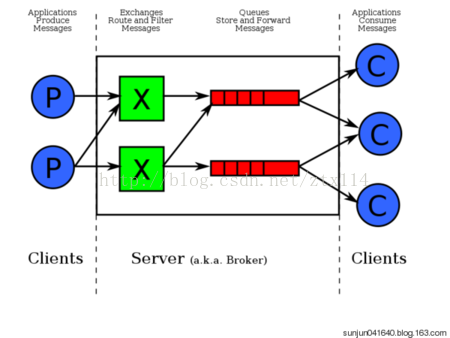 Applications
Produce
Messages
Exchanges
Route and Filter
Messages
Queues
Store and Forward
Messages
Applications
Consume
Messages
P
X
C
P
X
C
C
http://blog.csdn.net/ztx114
Clients
Server (a.k.a. Broker)
Clients
sunjun041640.blog.163.com